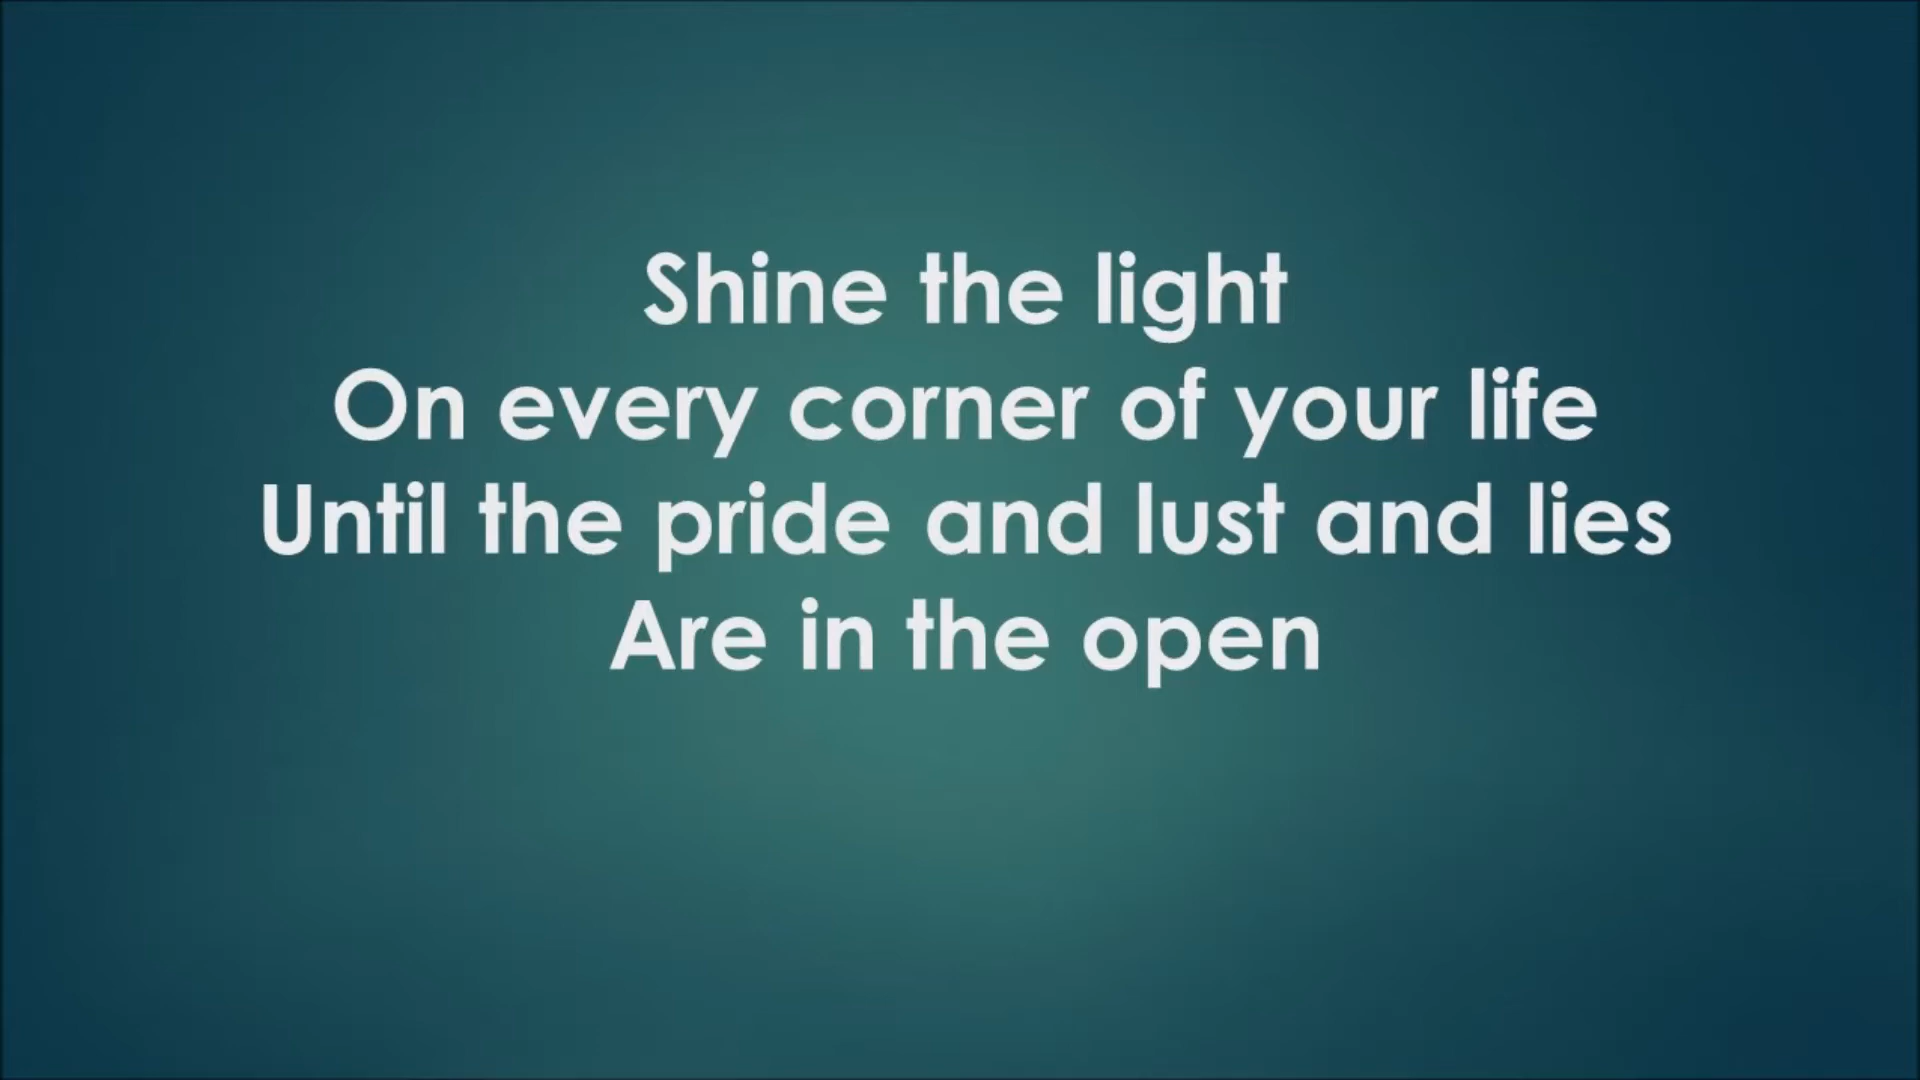 Shine the light
On every corner of your life
Until the pride and lust and lies
Are in the open